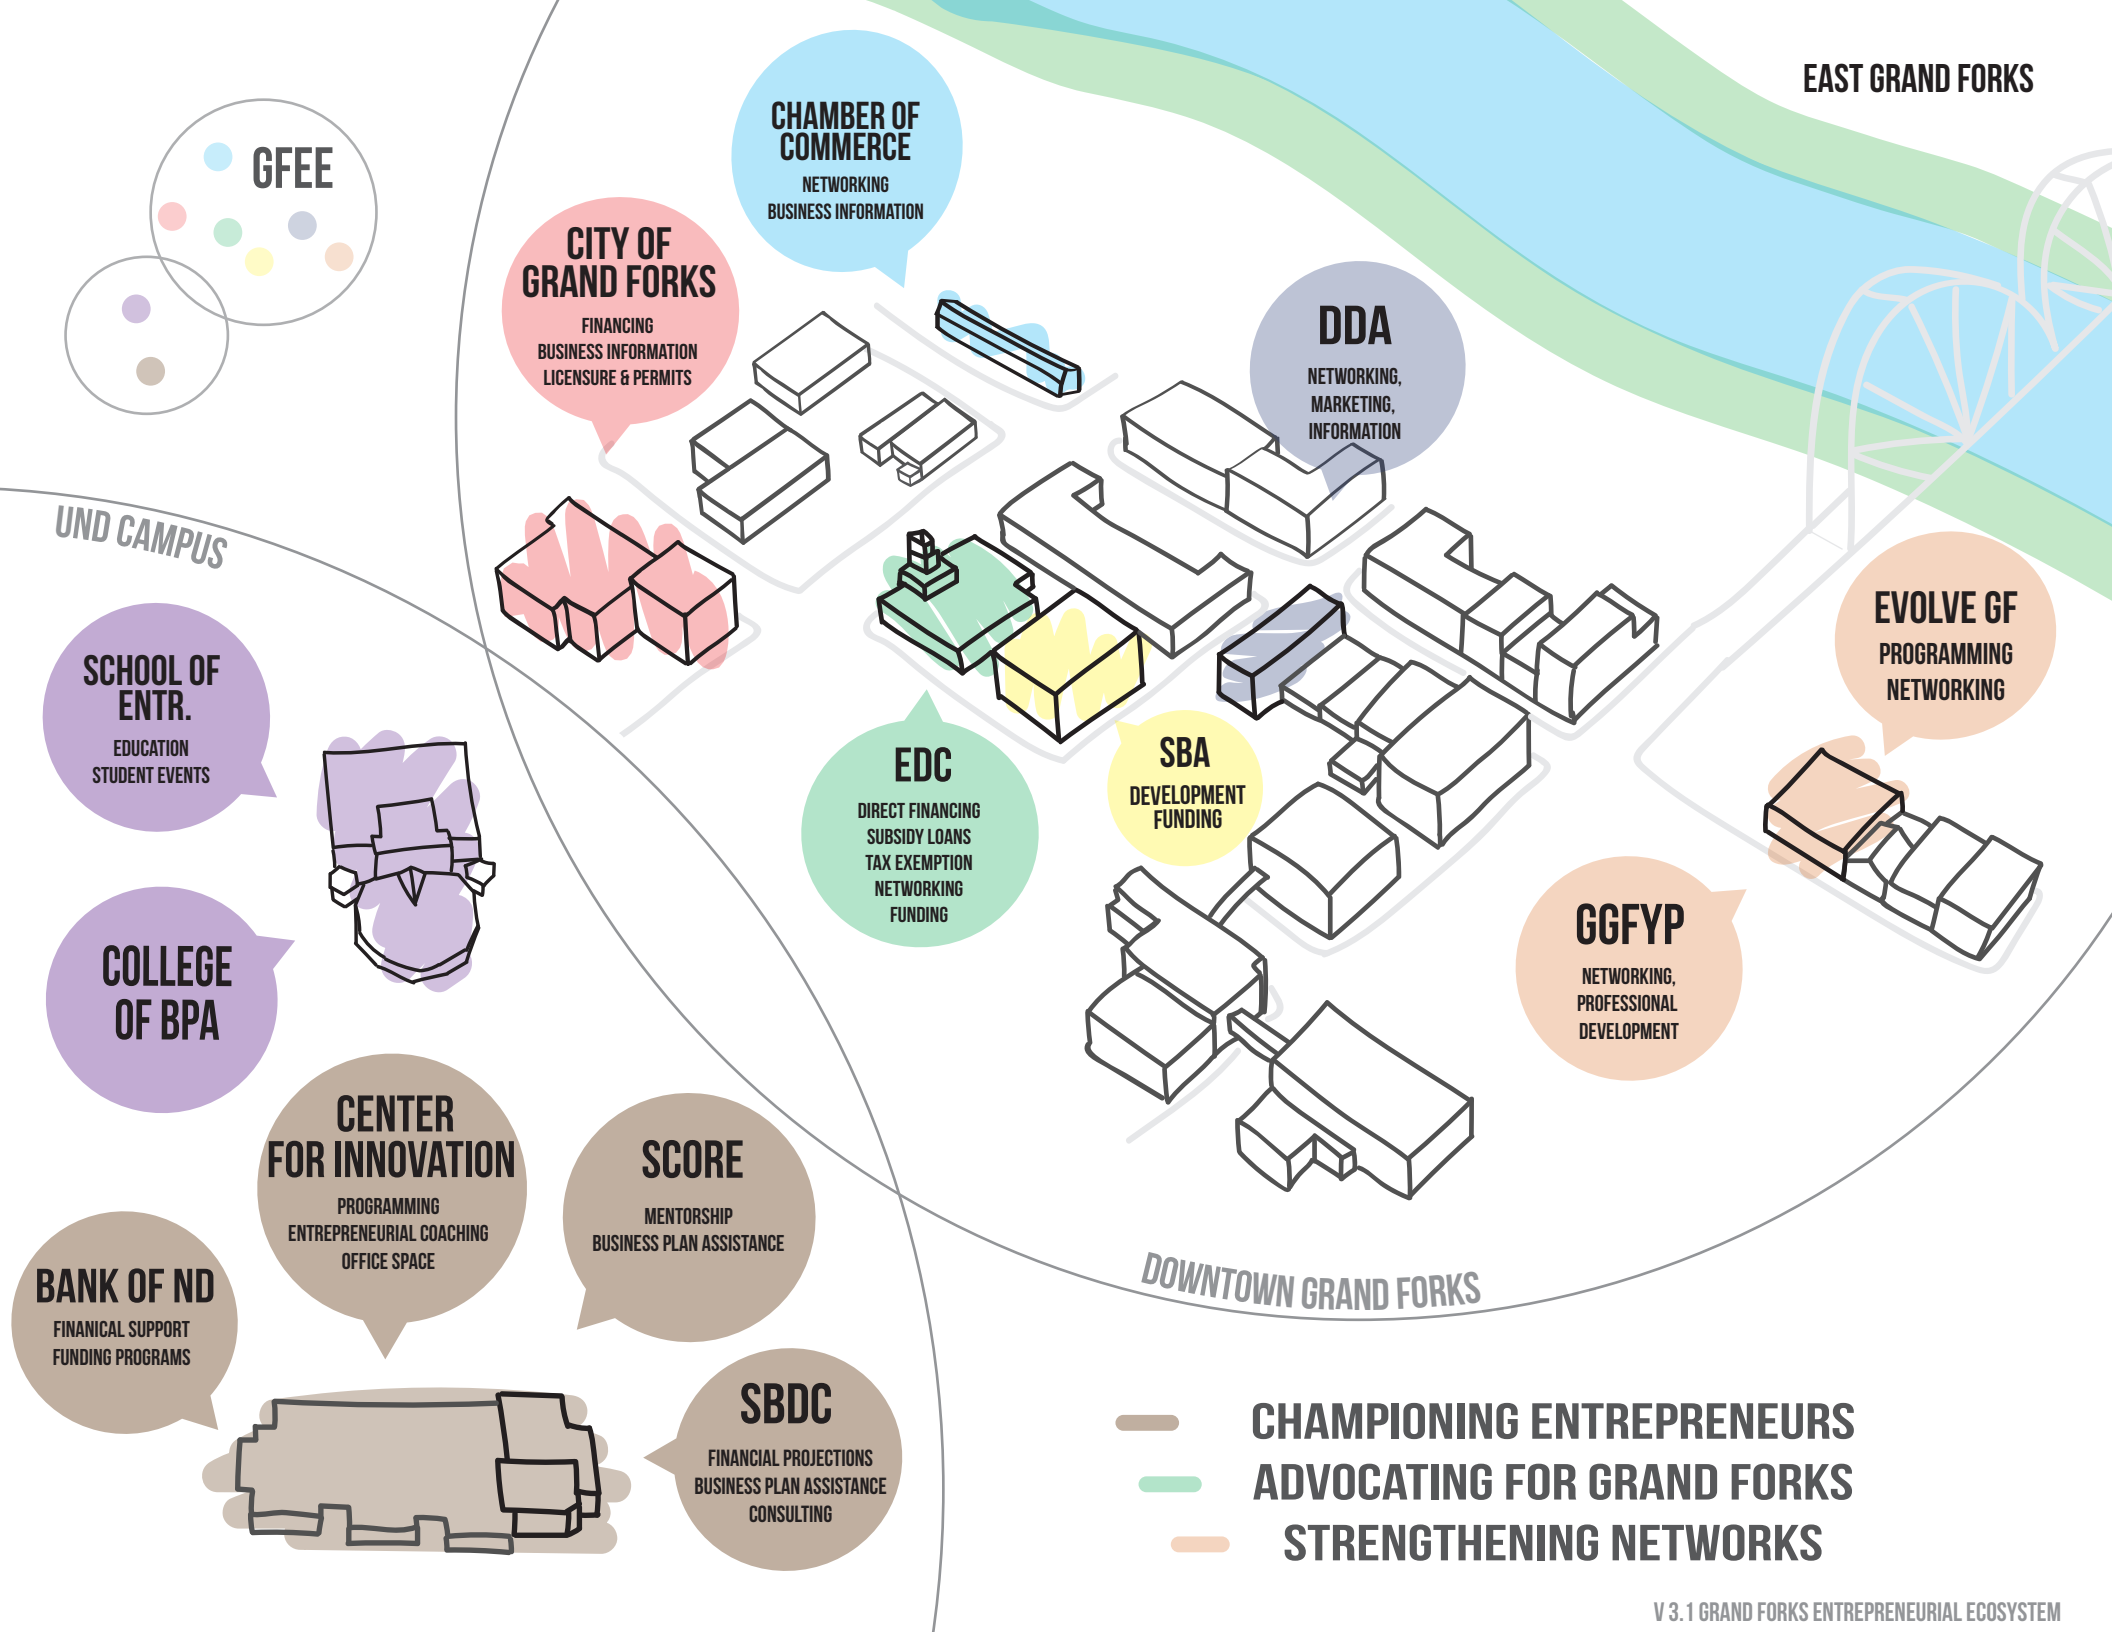 EAST GRAND FORKS
GFEE
CHAMBER OF
COMMERCE
NETWORKING
BUSINESS INFORMATION
CITY OF
GRAND FORKS
FINANCING
BUSINESS INFORMATION
LICENSURE & PERMITS
DDA
NETWORKING,
MARKETING,
INFORMATION
UND CAMPUS
EVOLVE GF
PROGRAMMING
NETWORKING
SCHOOL OF
ENTR.
EDUCATION
STUDENT EVENTS
EDC
DIRECT FINANCING
SUBSIDY LOANS
TAX EXEMPTION
NETWORKING
FUNDING
SBA
DEVELOPMENT
FUNDING
GGFYP
NETWORKING,
PROFESSIONAL
DEVELOPMENT
COLLEGE
OF BPA
CENTER
FOR INNOVATION
PROGRAMMING
ENTREPRENEURIAL COACHING
OFFICE SPACE
SCORE
MENTORSHIP
BUSINESS PLAN ASSISTANCE
BANK OF ND
FINANICAL SUPPORT
FUNDING PROGRAMS
DOWNTOWN GRAND FORKS
SBDC
FINANCIAL PROJECTIONS
BUSINESS PLAN ASSISTANCE
CONSULTING
CHAMPIONING ENTREPRENEURS
ADVOCATING FOR GRAND FORKS
STRENGTHENING NETWORKS
V 3.1 GRAND FORKS ENTREPRENEURIAL ECOSYSTEM